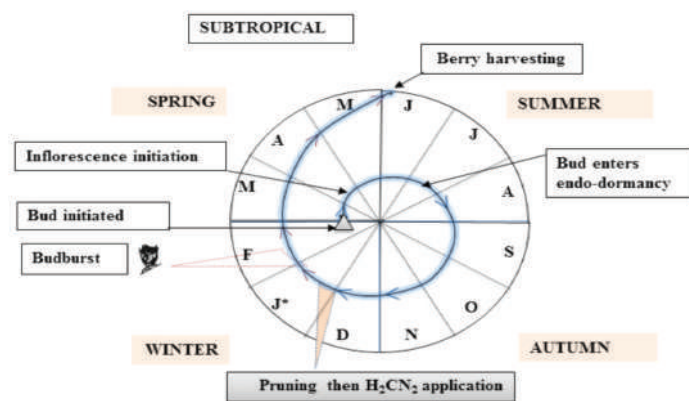 SUBTROPICAL
Berry harvesting
SPRING
M
J
SUMMER
A
J
Inflorescence initiation
Bud enters
endo-dormancy
M
A
Bud initiated
Budburst
F
S
J*
O
D
N
WINTER
AUTUMN
Pruning then H₂CN₂ application